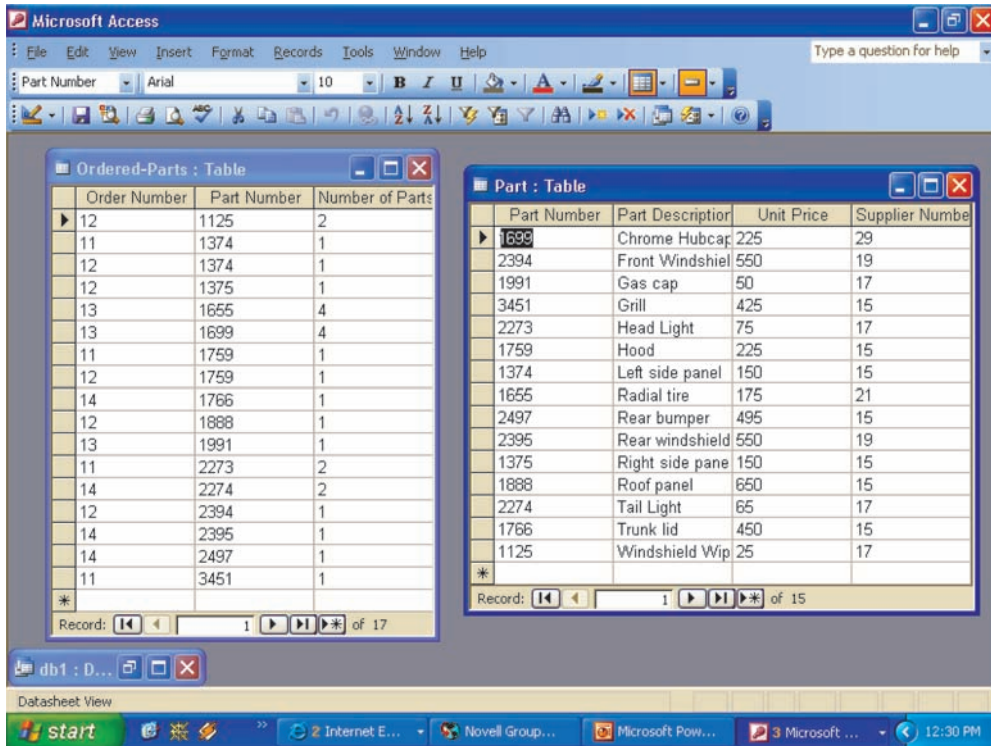 Microsoft Access
File Edit View Insert Format Records Tools Window Help Type a question for help
Part Number Arial 10 B I U A
Ordered-Parts : Table
Order Number Part Number Number of Parts
12 1125 2
11 1374 1
12 1374 1
12 1375 1
13 1655 4
13 1699 4
11 1759 1
12 1759 1
14 1766 1
12 1888 1
13 1991 1
11 2273 2
14 2274 2
12 2394 1
14 2395 1
14 2497 1
11 3451 1
Record: 1 of 17
Part : Table
Part Number Part Description Unit Price Supplier Numbe
1699 Chrome Hubcap 225 29
2394 Front Windshiel 550 19
1991 Gas cap 50 17
3451 Grill 425 15
2273 Head Light 75 17
1759 Hood 225 15
1374 Left side panel 150 15
1655 Radial tire 175 21
2497 Rear bumper 495 15
2395 Rear windshield 550 19
1375 Right side pane 150 15
1888 Roof panel 650 15
2274 Tail Light 65 17
1766 Trunk lid 450 15
1125 Windshield Wip 25 17
Record: 1 of 15
db1 : D...
Datasheet View
start 2 Internet E... Novell Group... Microsoft Pow... 3 Microsoft ... 12:30 PM